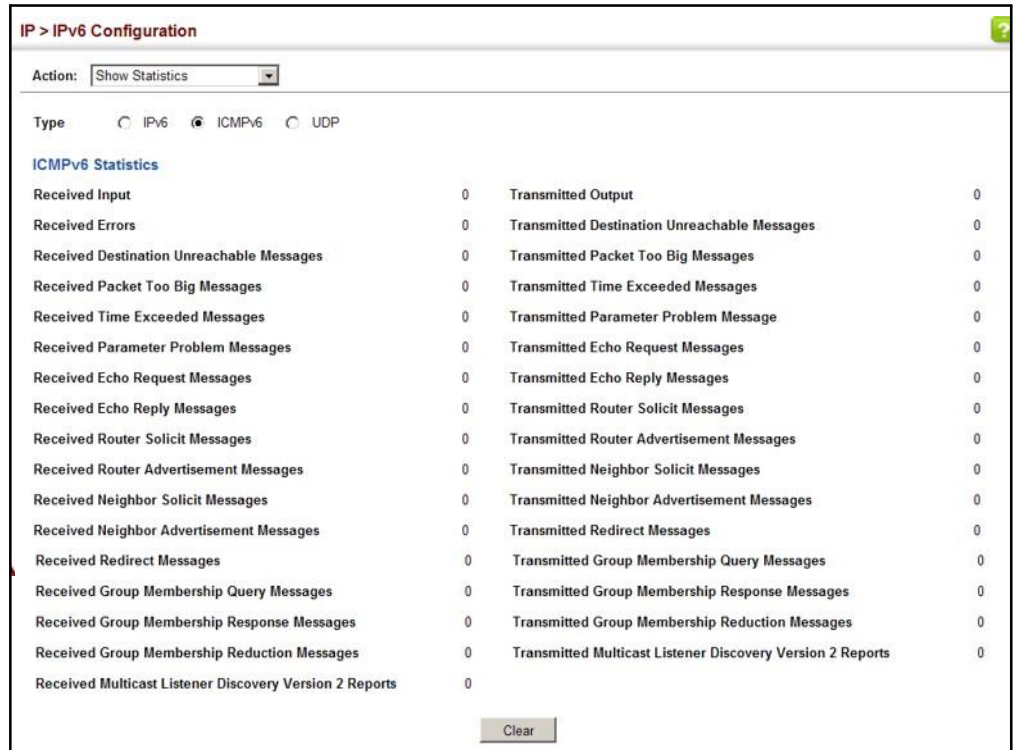 IP > IPv6 Configuration
?
Action: Show Statistics
Type IPv6 ICMPv6 UDP
ICMPv6 Statistics
Received Input 0 Transmitted Output 0
Received Errors 0 Transmitted Destination Unreachable Messages 0
Received Destination Unreachable Messages 0 Transmitted Packet Too Big Messages 0
Received Packet Too Big Messages 0 Transmitted Time Exceeded Messages 0
Received Time Exceeded Messages 0 Transmitted Parameter Problem Message 0
Received Parameter Problem Messages 0 Transmitted Echo Request Messages 0
Received Echo Request Messages 0 Transmitted Echo Reply Messages 0
Received Echo Reply Messages 0 Transmitted Router Solicit Messages 0
Received Router Solicit Messages 0 Transmitted Router Advertisement Messages 0
Received Router Advertisement Messages 0 Transmitted Neighbor Solicit Messages 0
Received Neighbor Solicit Messages 0 Transmitted Neighbor Advertisement Messages 0
Received Neighbor Advertisement Messages 0 Transmitted Redirect Messages 0
Received Redirect Messages 0 Transmitted Group Membership Query Messages 0
Received Group Membership Query Messages 0 Transmitted Group Membership Response Messages 0
Received Group Membership Response Messages 0 Transmitted Group Membership Reduction Messages 0
Received Group Membership Reduction Messages 0 Transmitted Multicast Listener Discovery Version 2 Reports 0
Received Multicast Listener Discovery Version 2 Reports 0
Clear